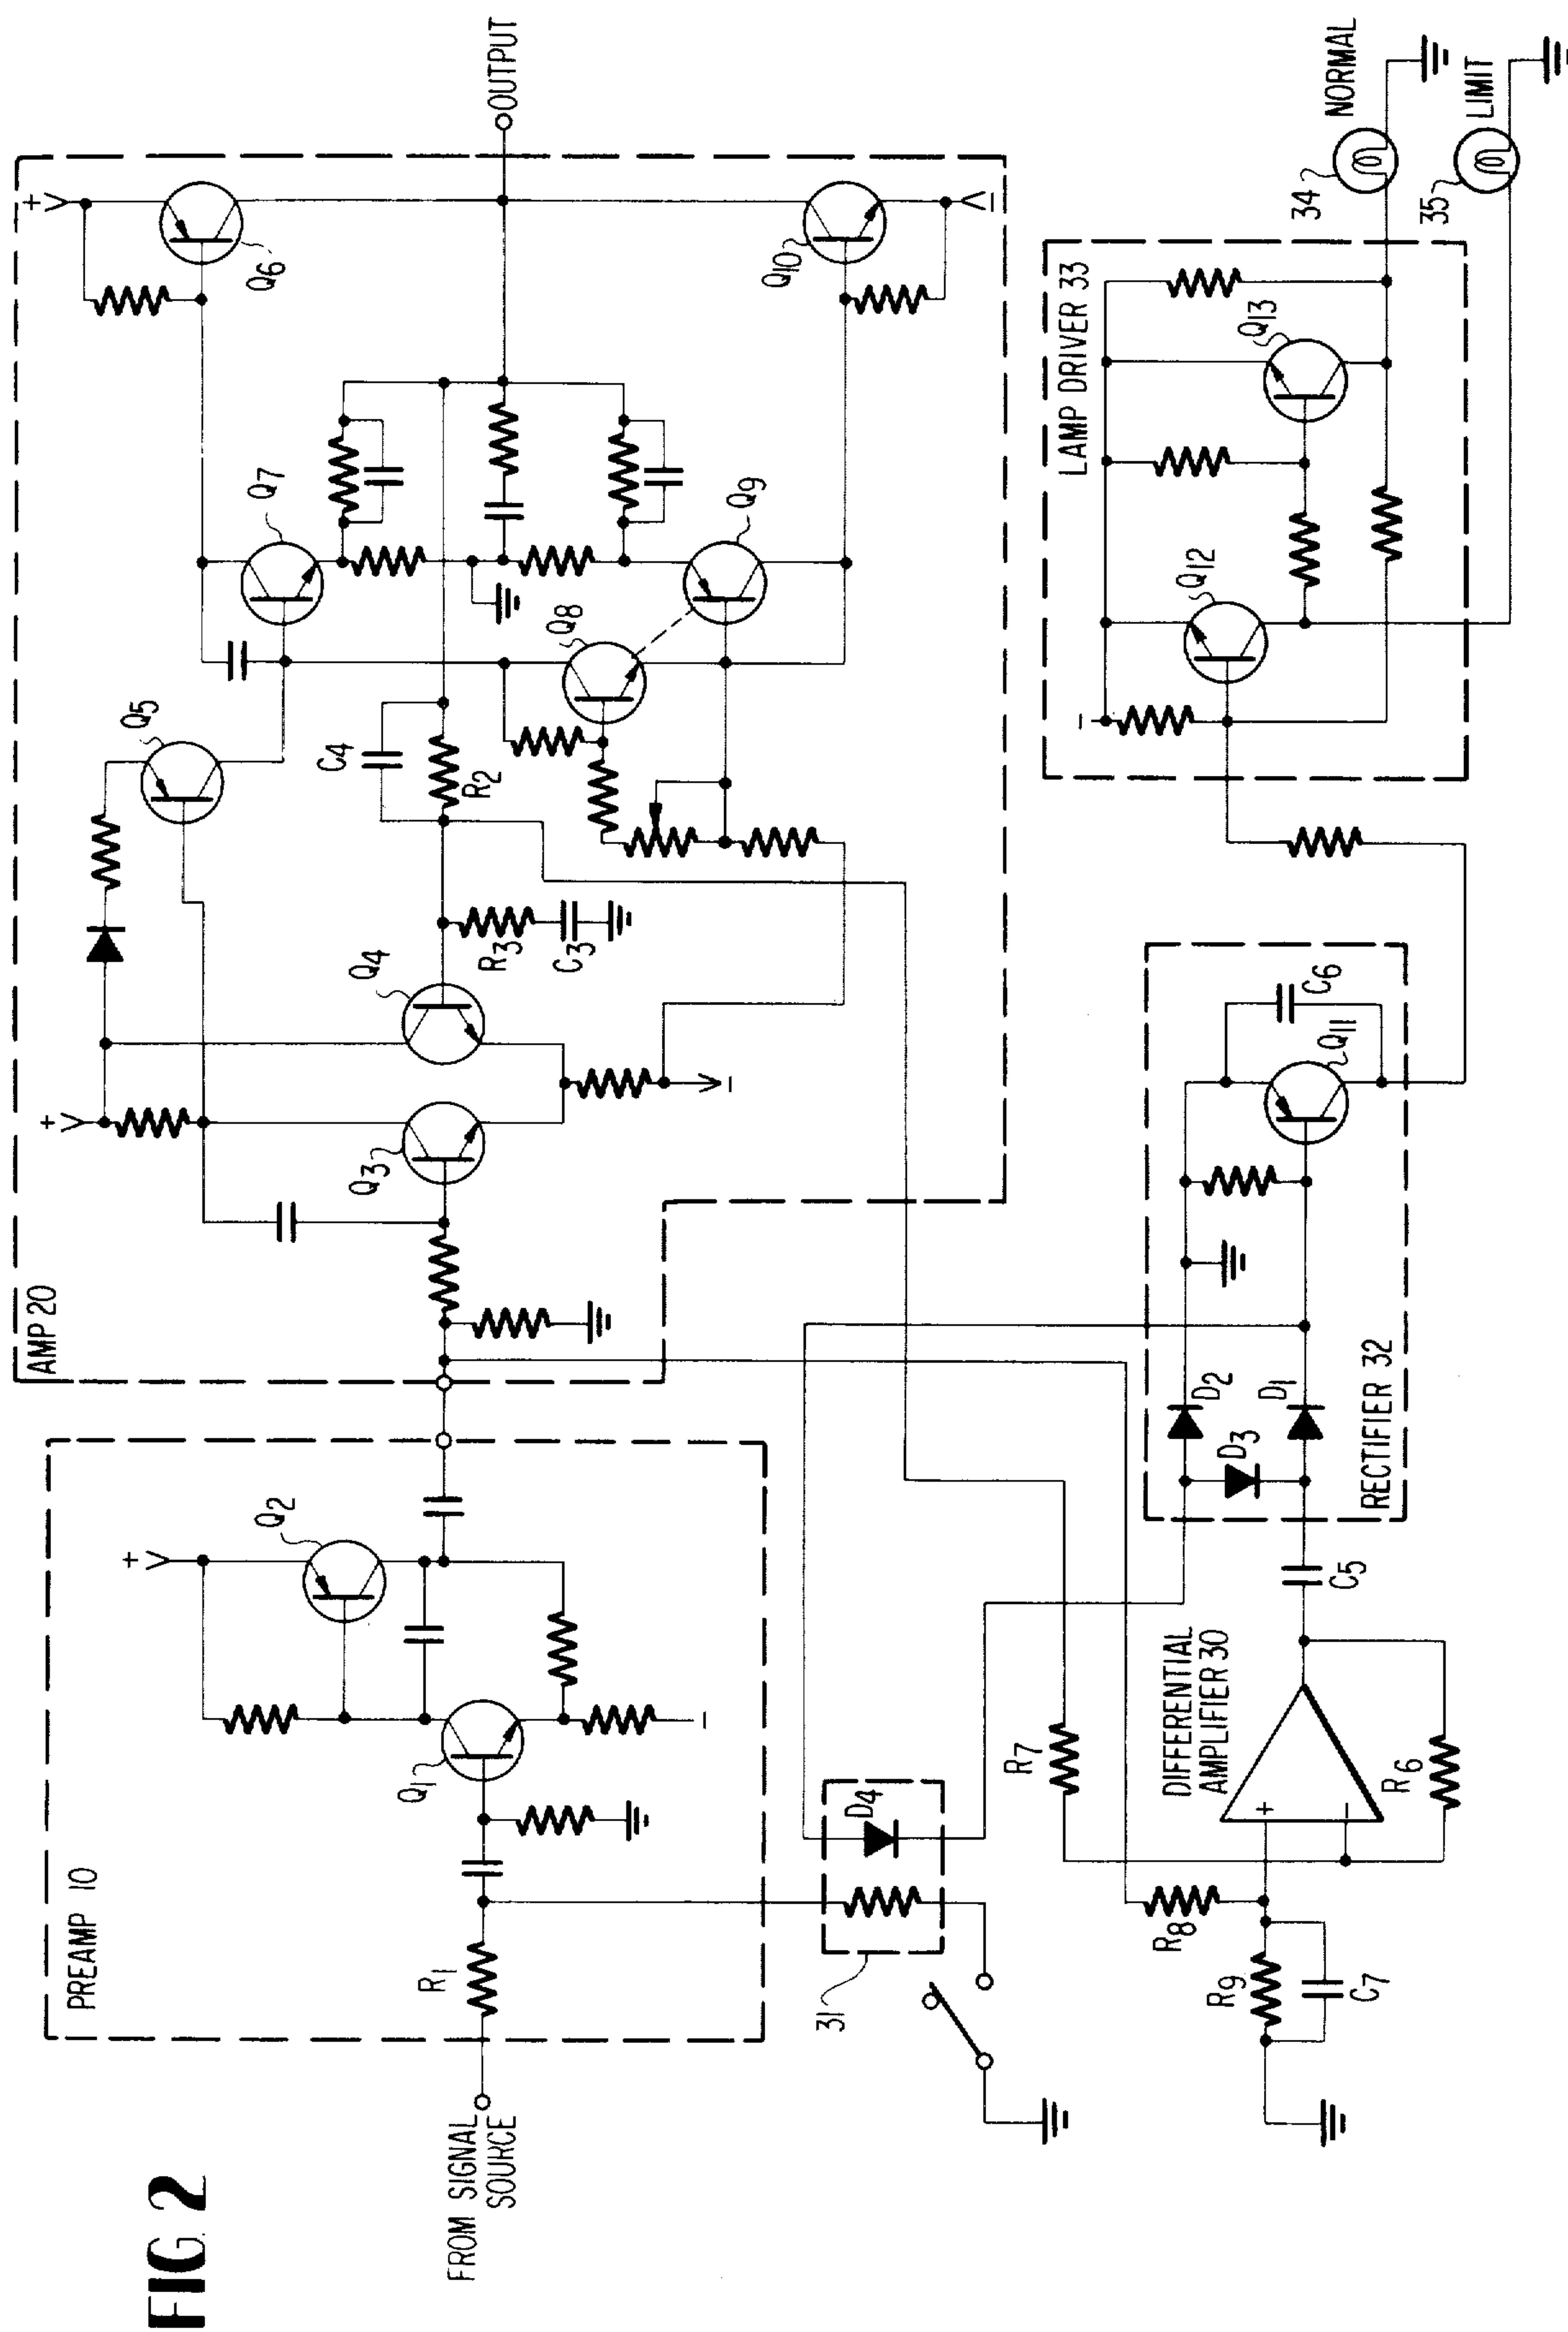 FIG. 2
AMP 20
PREAMP 10
Q5
Q6
Q7
Q2
C4
Q4
Q3
R2
Q8
Q9
Q10
OUTPUT
R3
C3
Q1
R1
FROM SIGNAL
SOURCE
31
D4
R7
DIFFERENTIAL
AMPLIFIER 30
+
−
R6
R8
R9
C7
C5
D2
D3
D1
RECTIFIER 32
Q11
C6
LAMP DRIVER 33
Q12
Q13
34
NORMAL
35
LIMIT